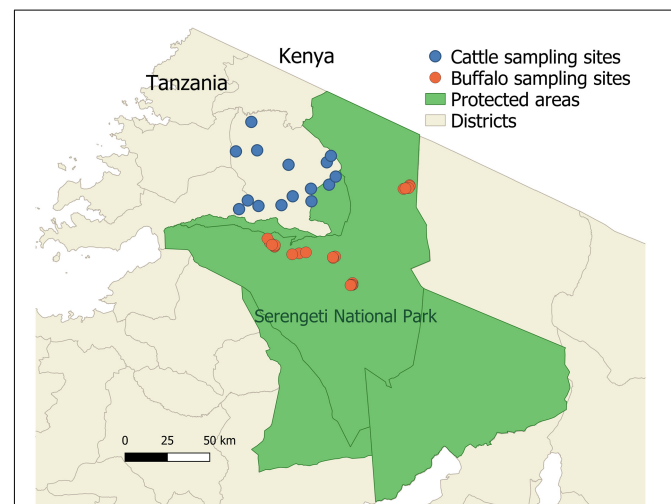 Kenya
Tanzania
Cattle sampling sites
Buffalo sampling sites
Protected areas
Districts
Serengeti National Park
0 25 50 km